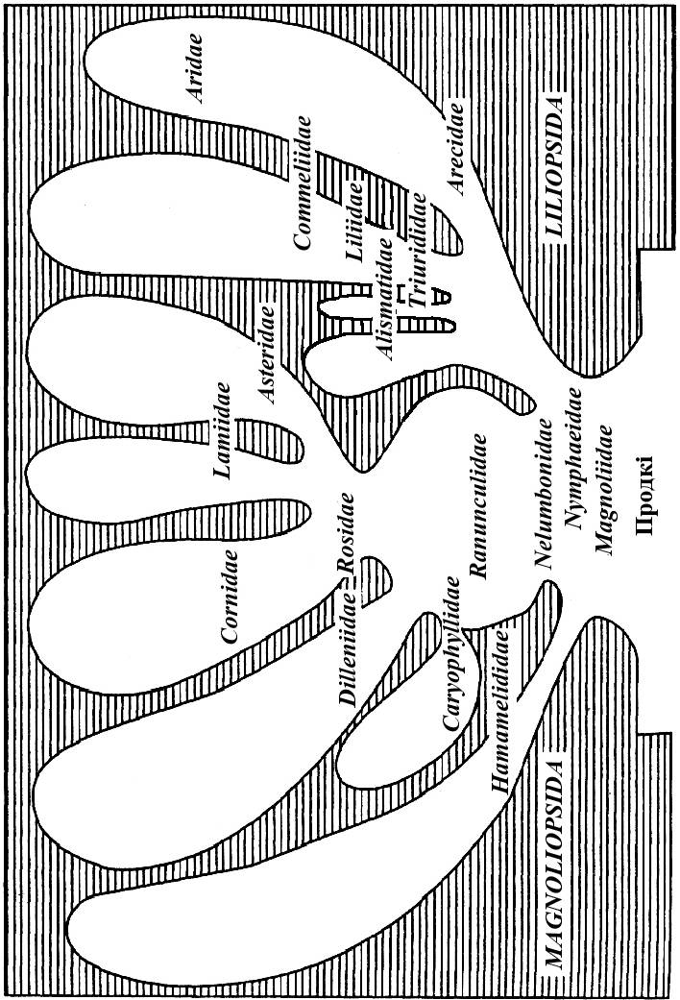 Aridae
Cornidae
Lamiidae
Asteridae
Commeliidae
Dilleniidae
Rosidae
Liliidae
Alismatidae
Triurididae
Caryophyllidae
Arecidae
Ranunculidae
Hamamelididae
Nelumbonidae
MAGNOLIOPSIDA
LILIOPSIDA
Nymphaeidae
Magnoliidae
Продкі